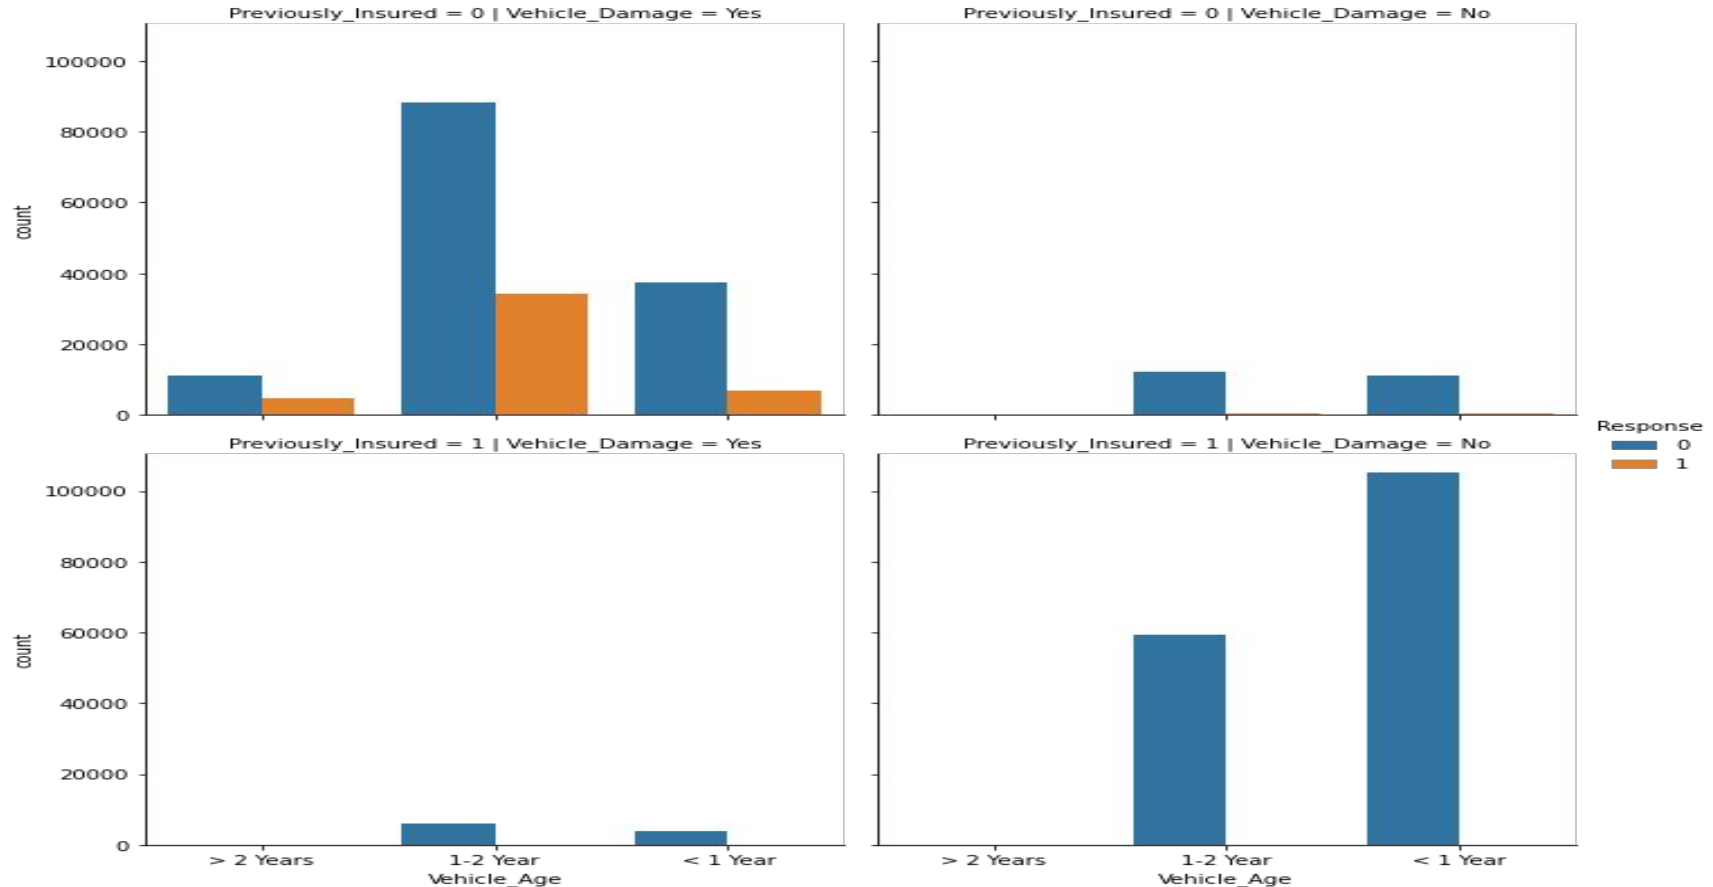 Previously_Insured = 0 | Vehicle_Damage = Yes
Previously_Insured = 0 | Vehicle_Damage = No
100000
80000
60000
40000
20000
0
count
Previously_Insured = 1 | Vehicle_Damage = Yes
Previously_Insured = 1 | Vehicle_Damage = No
Response
0
1
100000
80000
60000
40000
20000
0
count
> 2 Years 1-2 Year < 1 Year
Vehicle_Age
> 2 Years 1-2 Year < 1 Year
Vehicle_Age